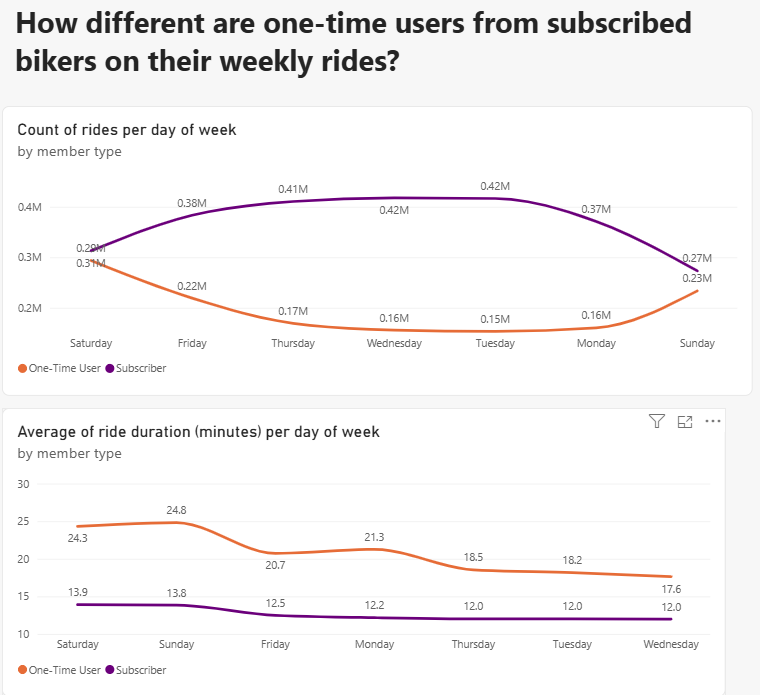 How different are one-time users from subscribed
bikers on their weekly rides?
Count of rides per day of week
by member type
0.4M
0.3M
0.2M
0.29M
0.31M
0.38M
0.41M
0.42M
0.42M
0.37M
0.27M
0.23M
0.22M
0.17M
0.16M
0.15M
0.16M
Saturday Friday Thursday Wednesday Tuesday Monday Sunday
One-Time User Subscriber
Average of ride duration (minutes) per day of week
by member type
30
25
20
15
10
24.3
24.8
20.7
21.3
18.5
18.2
17.6
13.9
13.8
12.5
12.2
12.0
12.0
12.0
Saturday Sunday Friday Monday Thursday Tuesday Wednesday
One-Time User Subscriber